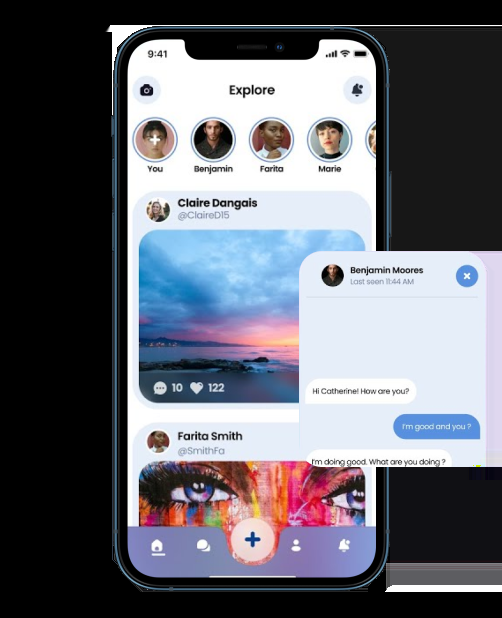 9:41
Explore
You
Benjamin
Farita
Marie
Claire Dangais
@ClaireD15
10
122
Benjamin Moores
Last seen 11:44 AM
Hi Catherine! How are you?
I'm good and you ?
I'm doing good. What are you doing ?
Farita Smith
@SmithFa